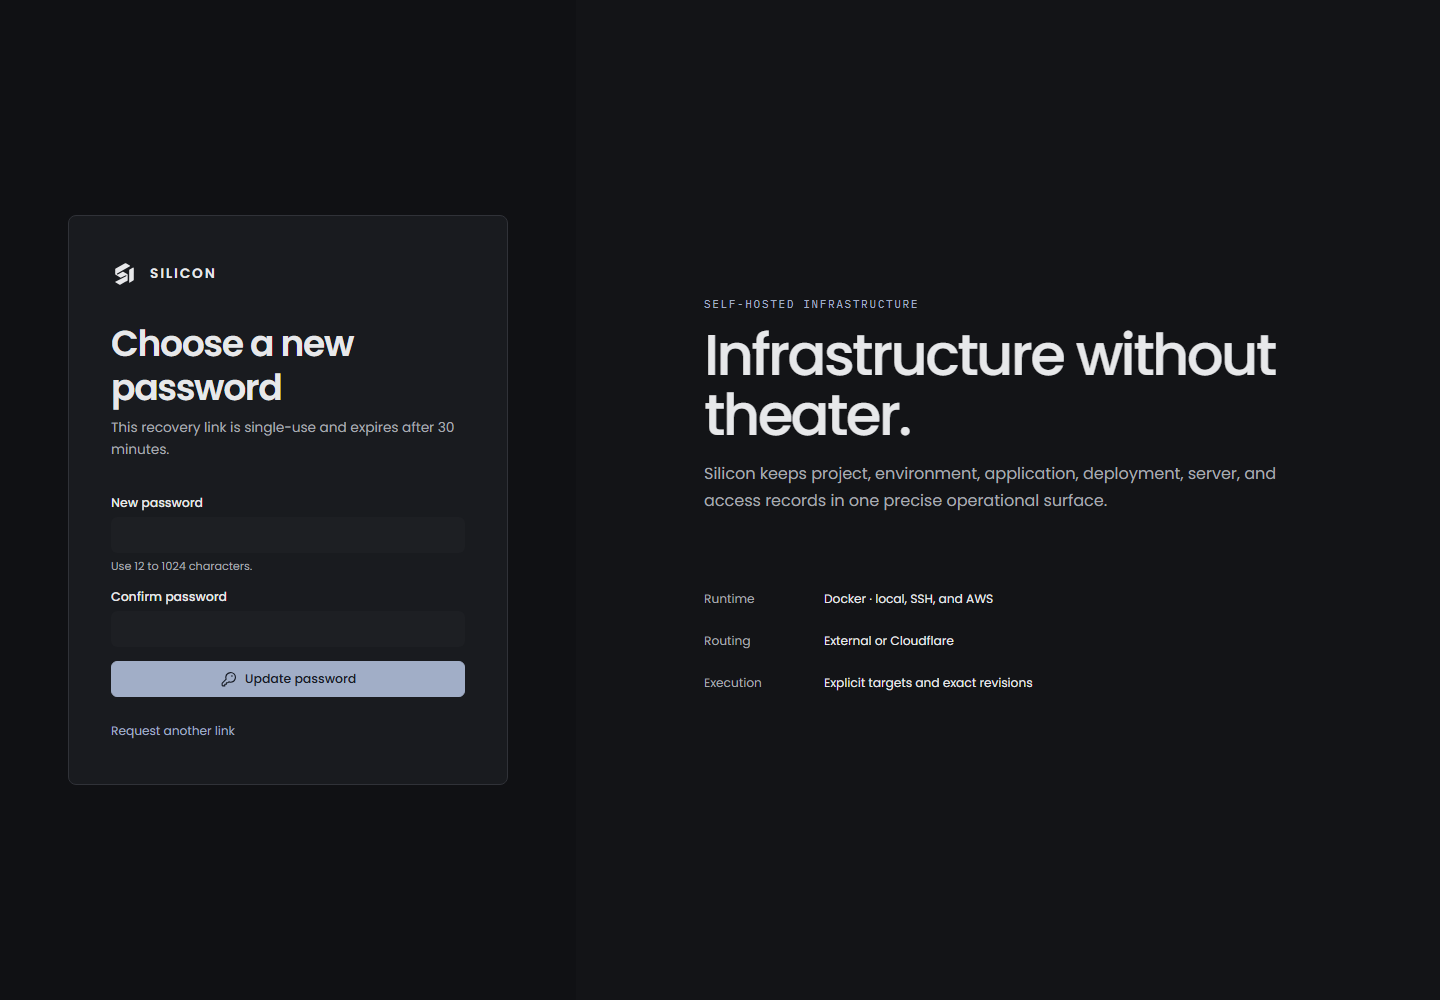 SILICON
Choose a new
password
This recovery link is single-use and expires after 30
minutes.
New password
Use 12 to 1024 characters.
Confirm password
Update password
Request another link
SELF-HOSTED INFRASTRUCTURE
Infrastructure without
theater.
Silicon keeps project, environment, application, deployment, server, and
access records in one precise operational surface.
Runtime Docker · local, SSH, and AWS
Routing External or Cloudflare
Execution Explicit targets and exact revisions